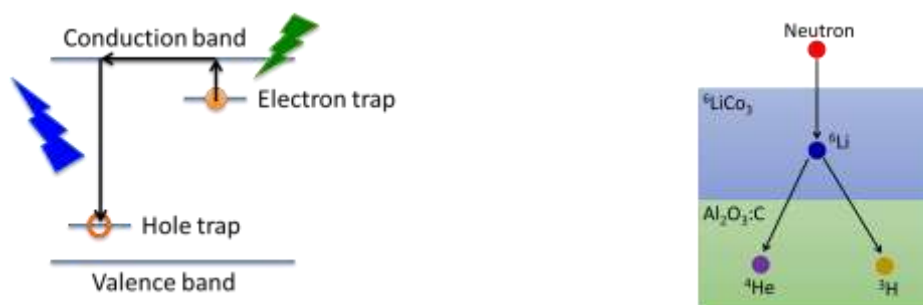 Conduction band
Electron trap
Hole trap
Valence band
Neutron
⁶LiCo₃
⁶Li
Al₂O₃:C
⁴He
³H